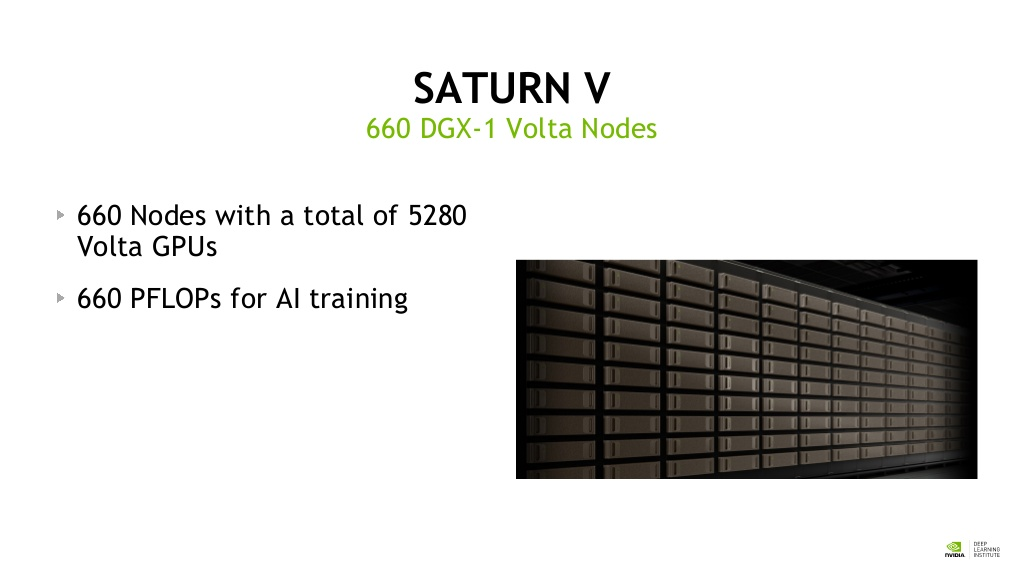 SATURN V
660 DGX-1 Volta Nodes
660 Nodes with a total of 5280
Volta GPUs
660 PFLOPs for AI training
NVIDIA
DEEP
LEARNING
INSTITUTE